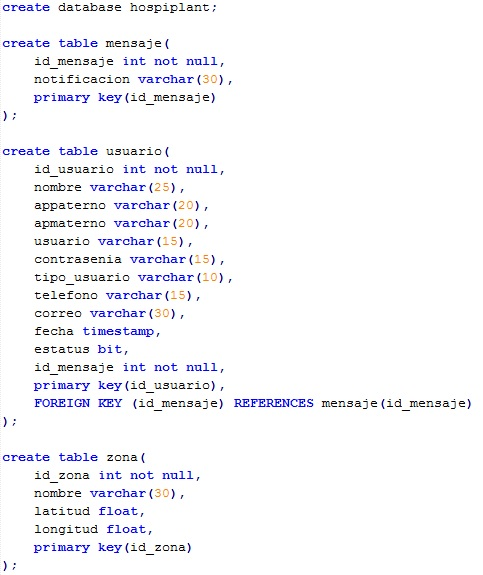 create database hospiplant;
create table mensaje(
id_mensaje int not null,
notificacion varchar(30),
primary key(id_mensaje)
);
create table usuario(
id_usuario int not null,
nombre varchar(25),
appaterno varchar(20),
apmaterno varchar(20),
usuario varchar(15),
contrasenia varchar(15),
tipo_usuario varchar(10),
telefono varchar(15),
correo varchar(30),
fecha timestamp,
estatus bit,
id_mensaje int not null,
primary key(id_usuario),
FOREIGN KEY (id_mensaje) REFERENCES mensaje(id_mensaje)
);
create table zona(
id_zona int not null,
nombre varchar(30),
latitud float,
longitud float,
primary key(id_zona)
);